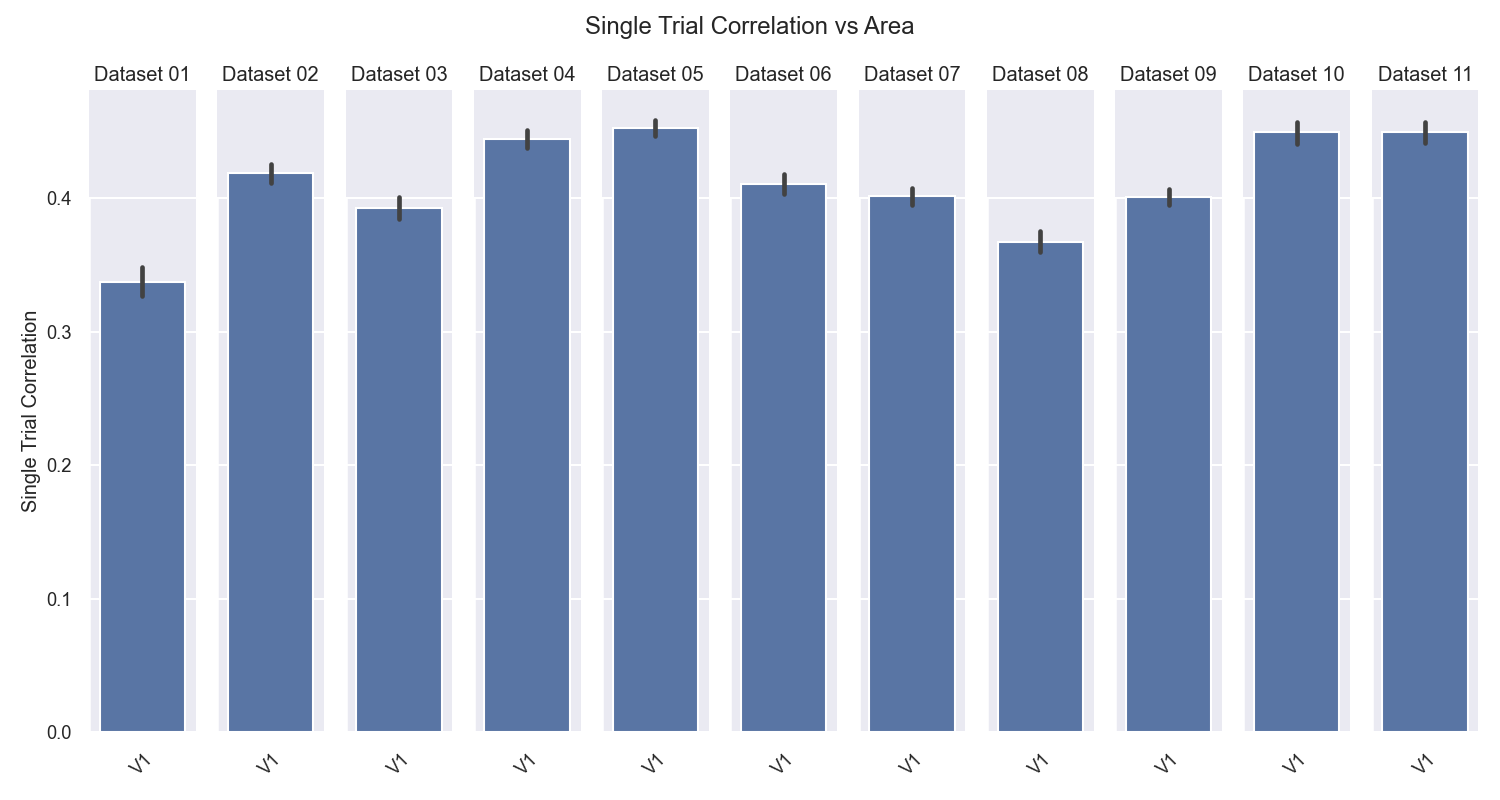 Single Trial Correlation vs Area
Dataset 01 Dataset 02 Dataset 03 Dataset 04 Dataset 05 Dataset 06 Dataset 07 Dataset 08 Dataset 09 Dataset 10 Dataset 11
Single Trial Correlation
0.4
0.3
0.2
0.1
0.0
V1 V1 V1 V1 V1 V1 V1 V1 V1 V1 V1